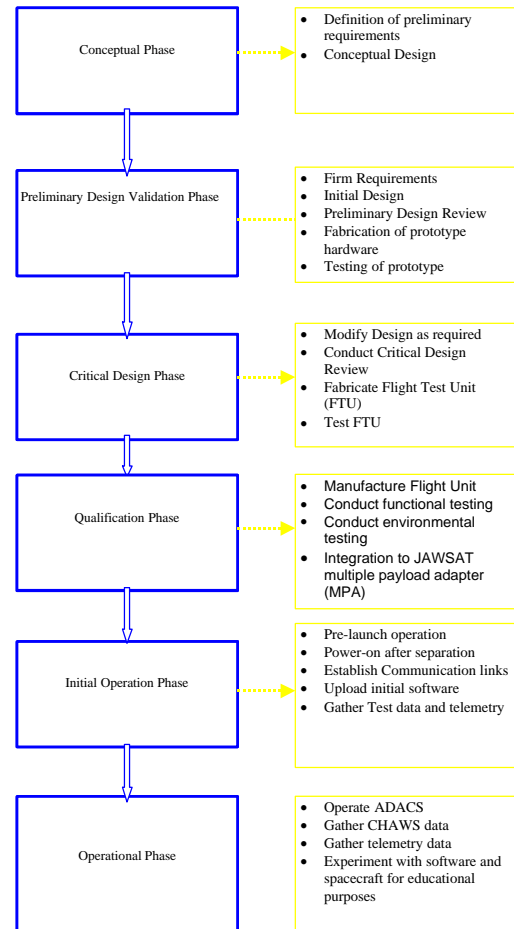 Conceptual Phase
• Definition of preliminary
requirements
• Conceptual Design
Preliminary Design Validation Phase
• Firm Requirements
• Initial Design
• Preliminary Design Review
• Fabrication of prototype
hardware
• Testing of prototype
Critical Design Phase
• Modify Design as required
• Conduct Critical Design
Review
• Fabricate Flight Test Unit
(FTU)
• Test FTU
Qualification Phase
• Manufacture Flight Unit
• Conduct functional testing
• Conduct environmental
testing
• Integration to JAWSAT
multiple payload adapter
(MPA)
Initial Operation Phase
• Pre-launch operation
• Power-on after separation
• Establish Communication links
• Upload initial software
• Gather Test data and telemetry
Operational Phase
• Operate ADACS
• Gather CHAWS data
• Gather telemetry data
• Experiment with software and
spacecraft for educational
purposes